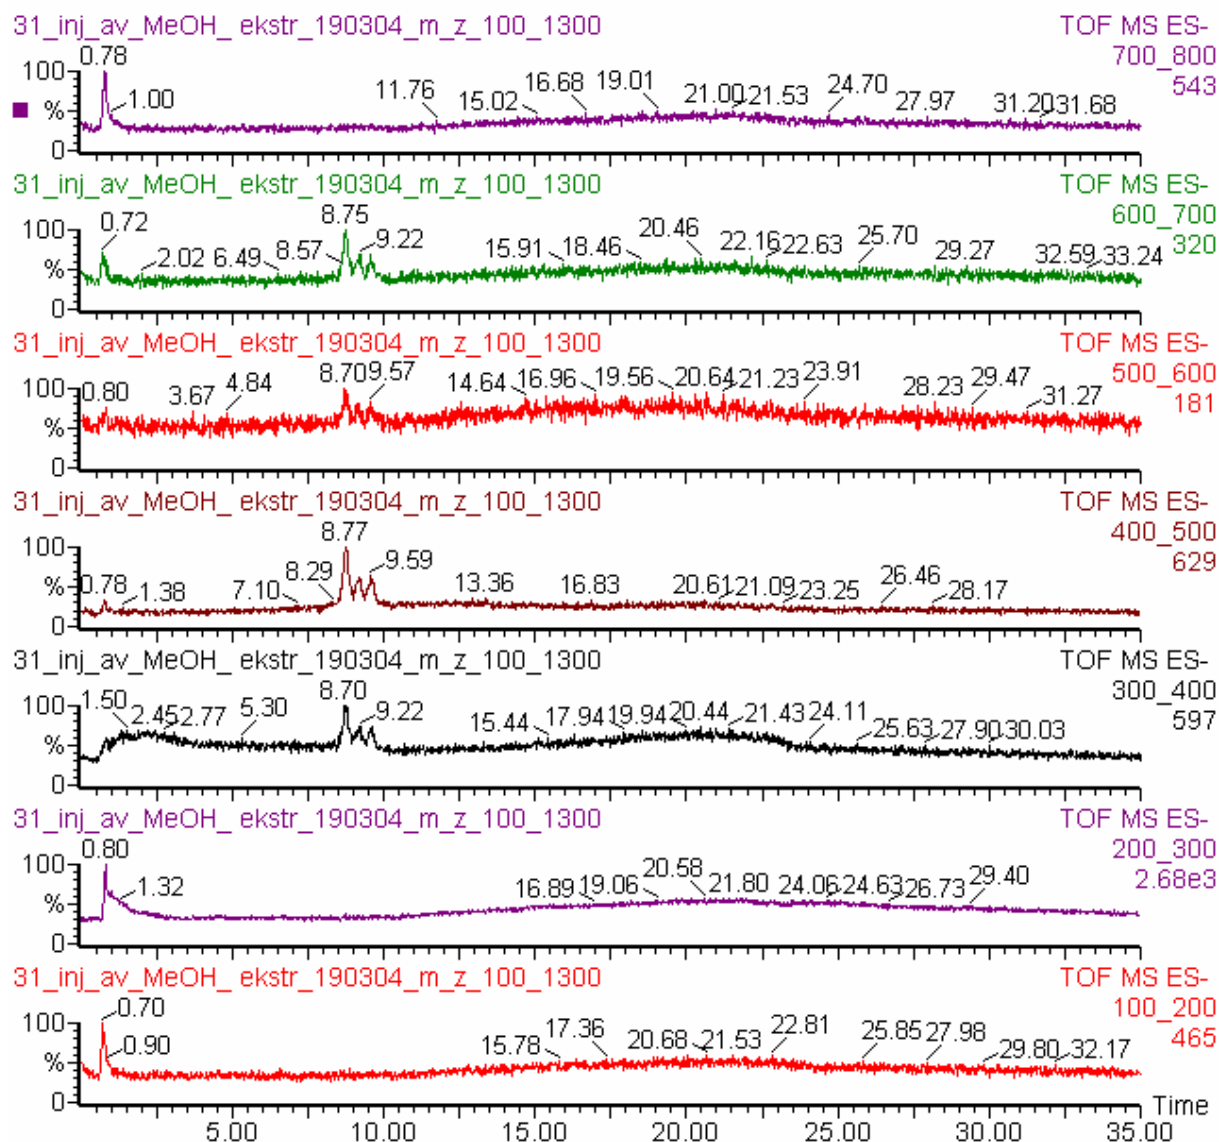 31_inj_av_MeOH_ ekstr_190304_m_z_100_1300 TOF MS ES-
700_800
543
0.78
1.00 11.76 15.02 16.68 19.01 21.00 21.53 24.70 27.97 31.20 31.68
100
%
0
31_inj_av_MeOH_ ekstr_190304_m_z_100_1300 TOF MS ES-
600_700
320
0.72 2.02 6.49 8.57 8.75 9.22 15.91 18.46 20.46 22.16 22.63 25.70 29.27 32.59 33.24
100
%
0
31_inj_av_MeOH_ ekstr_190304_m_z_100_1300 TOF MS ES-
500_600
181
0.80 3.67 4.84 8.70 9.57 14.64 16.96 19.56 20.64 21.23 23.91 28.23 29.47 31.27
100
%
0
31_inj_av_MeOH_ ekstr_190304_m_z_100_1300 TOF MS ES-
400_500
629
0.78 1.38 7.10 8.29 8.77 9.59 13.36 16.83 20.61 21.09 23.25 26.46 28.17
100
%
0
31_inj_av_MeOH_ ekstr_190304_m_z_100_1300 TOF MS ES-
300_400
597
1.50 2.45 2.77 5.30 8.70 9.22 15.44 17.94 19.94 20.44 21.43 24.11 25.63 27.90 30.03
100
%
0
31_inj_av_MeOH_ ekstr_190304_m_z_100_1300 TOF MS ES-
200_300
2.68e3
0.80 1.32 16.89 19.06 20.58 21.80 24.06 24.63 26.73 29.40
100
%
0
31_inj_av_MeOH_ ekstr_190304_m_z_100_1300 TOF MS ES-
100_200
465
0.70 0.90 15.78 17.36 20.68 21.53 22.81 25.85 27.98 29.80 32.17
100
%
0
Time
5.00 10.00 15.00 20.00 25.00 30.00 35.00